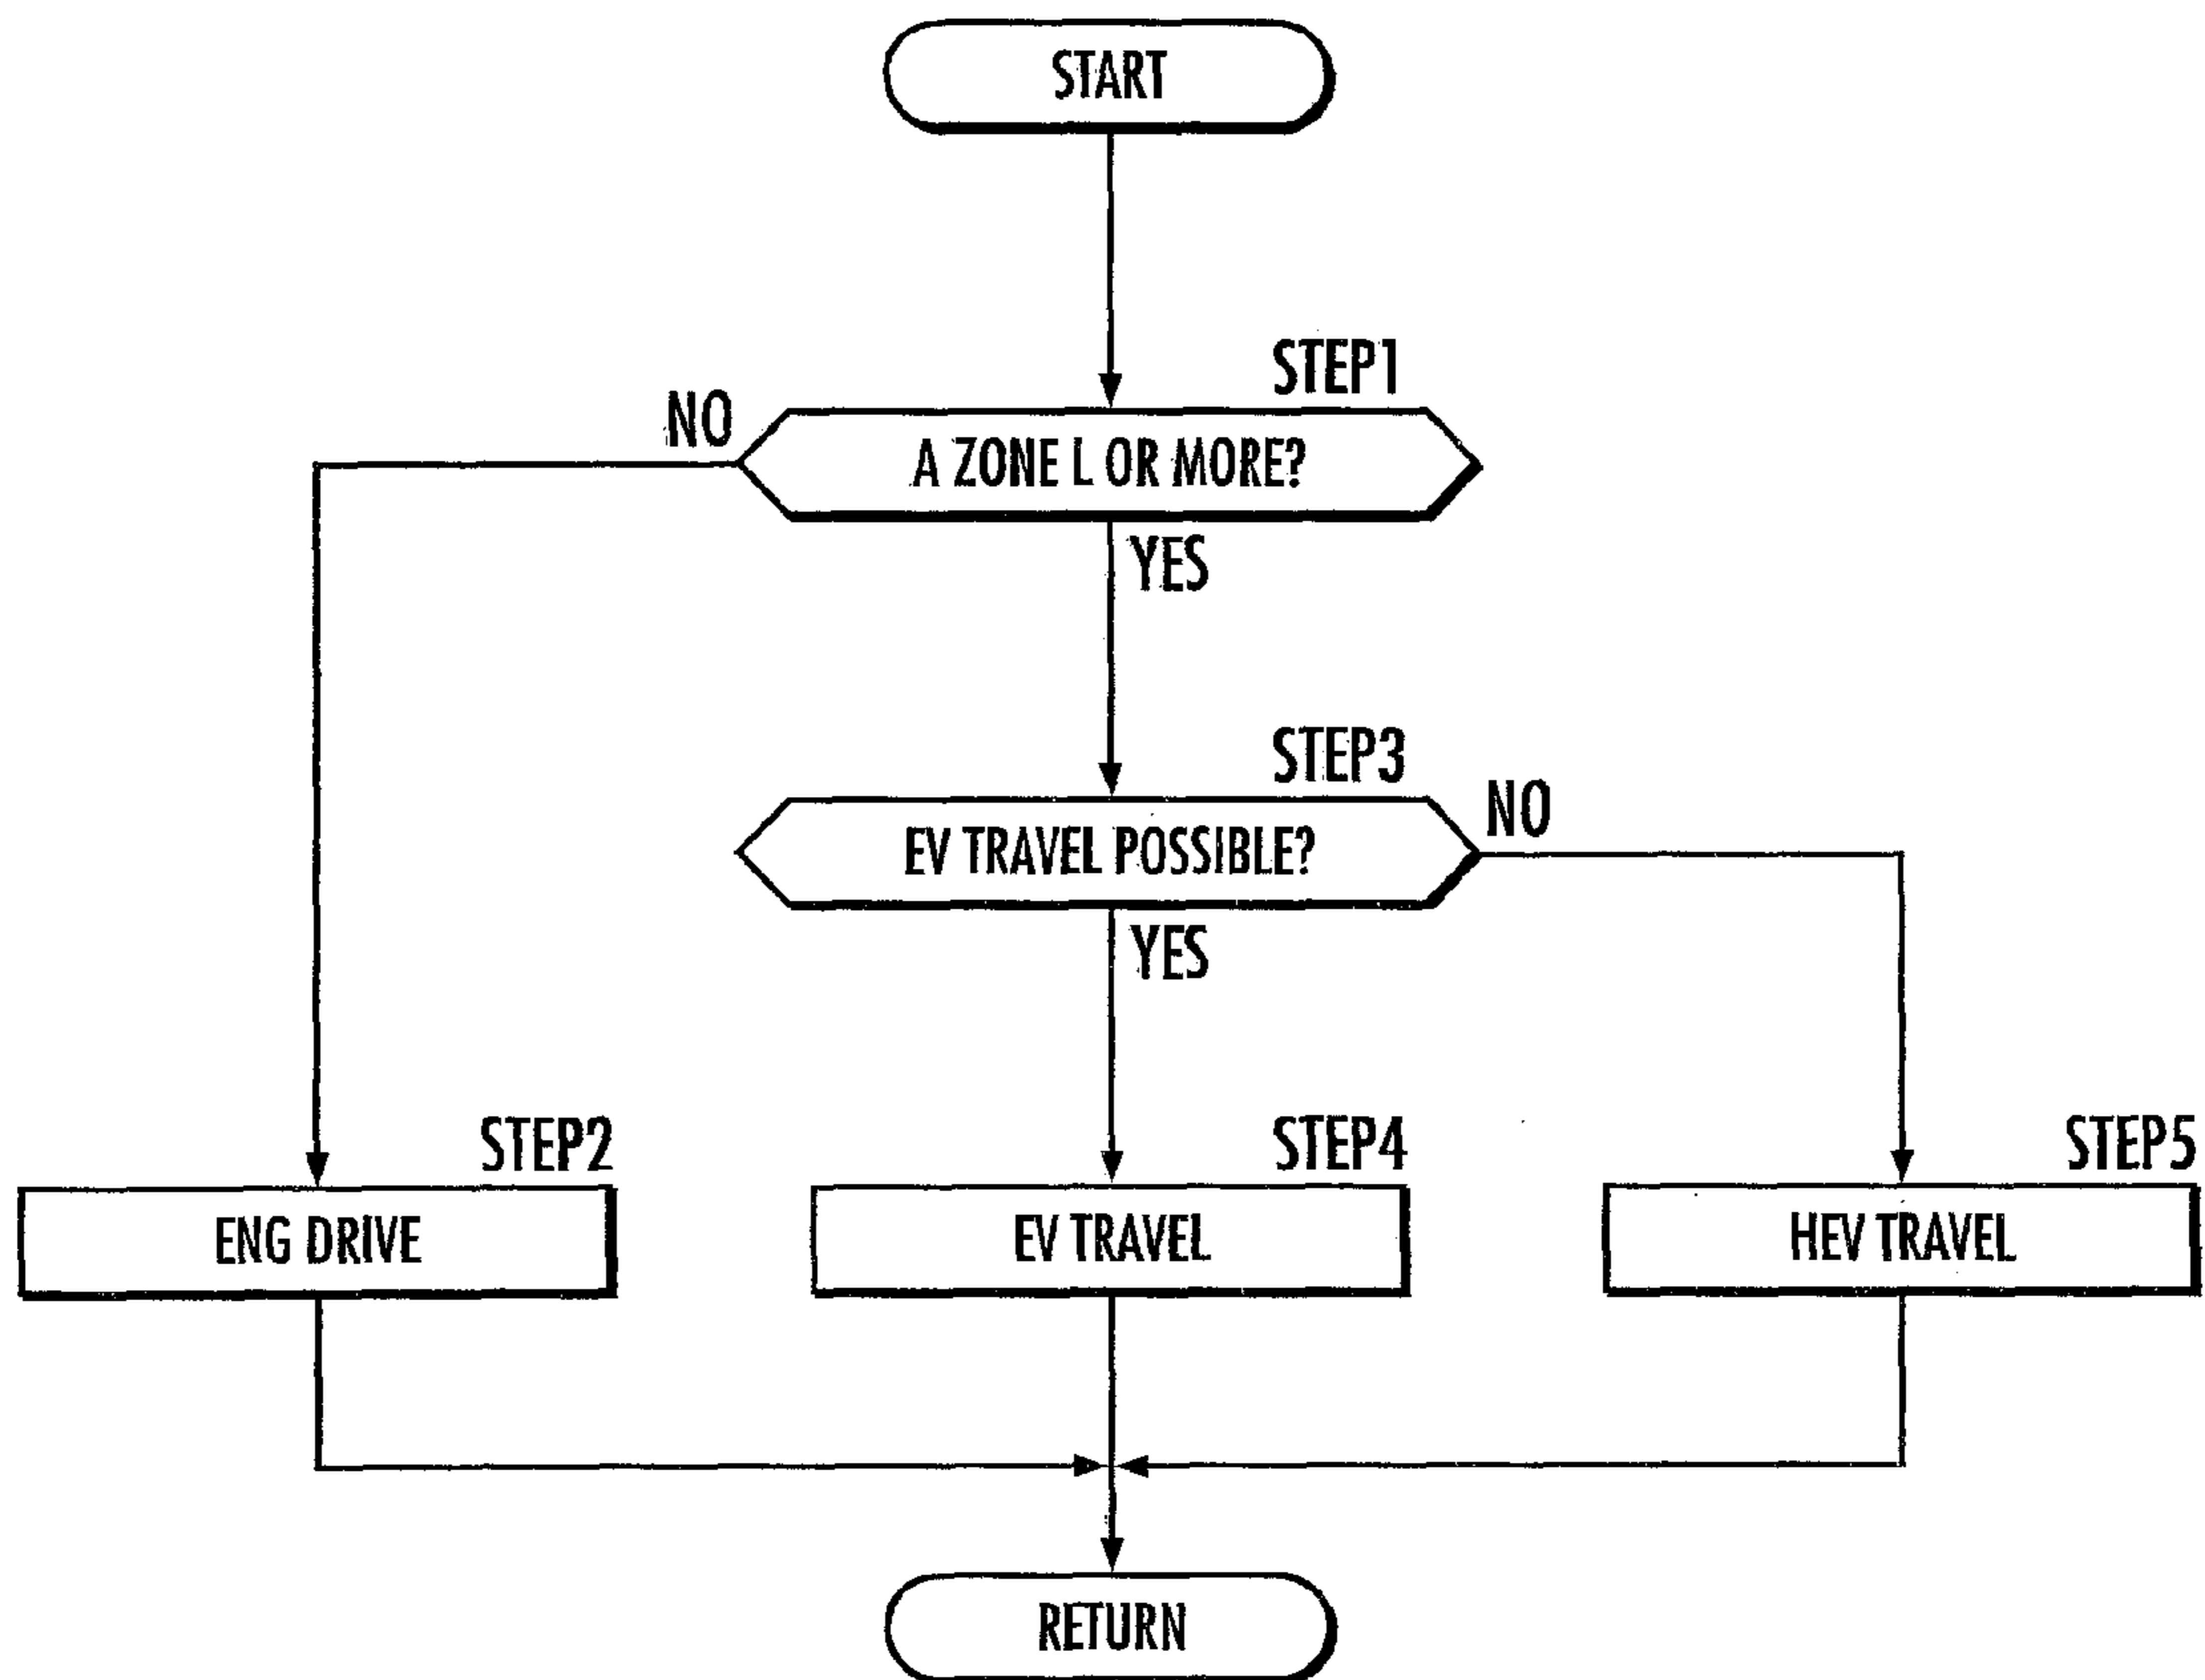 START
STEP1
NO
A ZONE L OR MORE?
YES
STEP3
NO
EV TRAVEL POSSIBLE?
YES
STEP2
STEP4
STEP5
ENG DRIVE
EV TRAVEL
HEV TRAVEL
RETURN